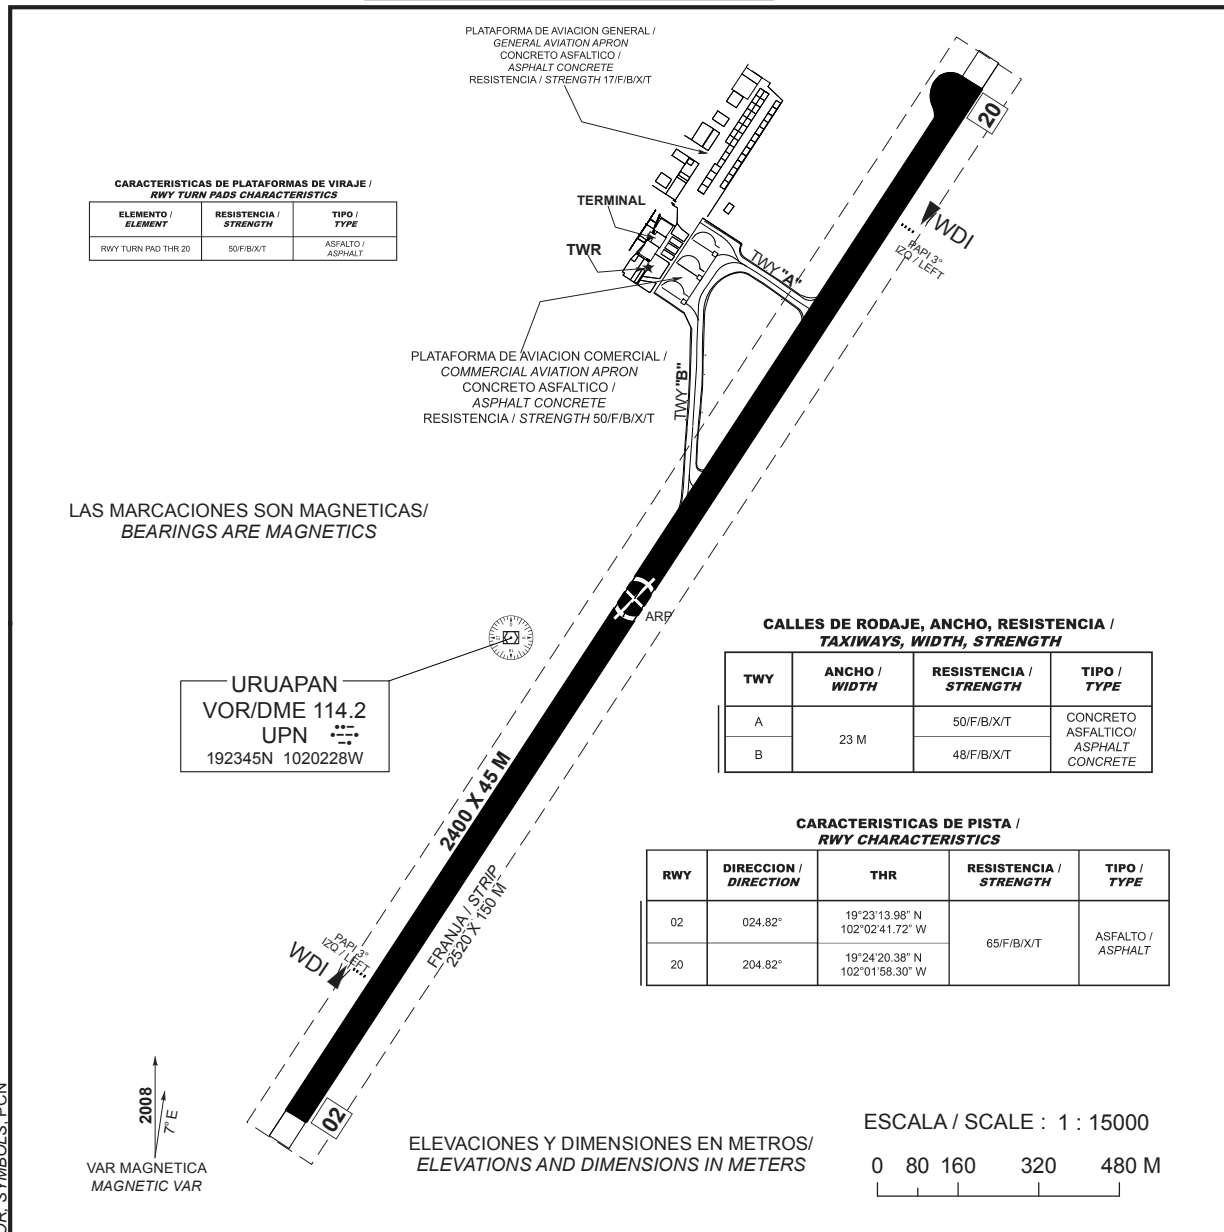 PLATAFORMA DE AVIACION GENERAL /
GENERAL AVIATION APRON
CONCRETO ASFALTICO /
ASPHALT CONCRETE
RESISTENCIA / STRENGTH 17/F/B/X/T
20
CARACTERISTICAS DE PLATAFORMAS DE VIRAJE /
RWY TURN PADS CHARACTERISTICS
ELEMENTO / ELEMENT
RESISTENCIA / STRENGTH
TIPO / TYPE
RWY TURN PAD THR 20
50/F/B/X/T
ASFALTO / ASPHALT
TERMINAL
TWR
WDI
PAPI 3°
IZQ / LEFT
TWY "A"
TWY "B"
PLATAFORMA DE AVIACION COMERCIAL /
COMMERCIAL AVIATION APRON
CONCRETO ASFALTICO /
ASPHALT CONCRETE
RESISTENCIA / STRENGTH 50/F/B/X/T
LAS MARCACIONES SON MAGNETICAS/
BEARINGS ARE MAGNETICS
ARP
URUAPAN
VOR/DME 114.2
UPN
192345N 1020228W
CALLES DE RODAJE, ANCHO, RESISTENCIA /
TAXIWAYS, WIDTH, STRENGTH
TWY
ANCHO / WIDTH
RESISTENCIA / STRENGTH
TIPO / TYPE
A
23 M
50/F/B/X/T
CONCRETO
ASFALTICO/
ASPHALT
CONCRETE
B
48/F/B/X/T
2400 X 45 M
FRANJA / STRIP
2520 X 150 M
CARACTERISTICAS DE PISTA /
RWY CHARACTERISTICS
RWY
DIRECCION / DIRECTION
THR
RESISTENCIA / STRENGTH
TIPO / TYPE
02
024.82°
19°23'13.98" N
102°02'41.72" W
65/F/B/X/T
ASFALTO / ASPHALT
20
204.82°
19°24'20.38" N
102°01'58.30" W
WDI
PAPI 3°
IZQ / LEFT
02
2008
7° E
VAR MAGNETICA
MAGNETIC VAR
ELEVACIONES Y DIMENSIONES EN METROS/
ELEVATIONS AND DIMENSIONS IN METERS
ESCALA / SCALE : 1 : 15000
0 80 160 320 480 M
SYMBOLS, PCN